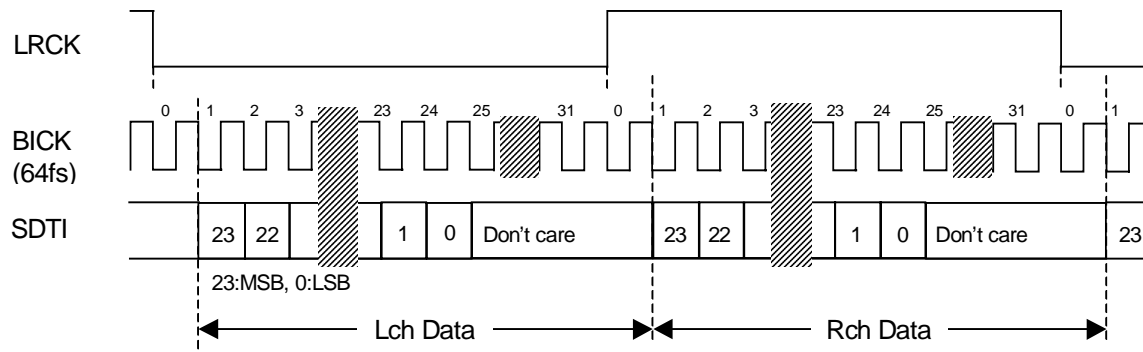 LRCK
0 1 2 3 23 24 25 31 0 1 2 3 23 24 25 31 0 1
BICK
(64fs)
SDTI
23 22 1 0 Don't care 23 22 1 0 Don't care 23
23:MSB, 0:LSB
Lch Data Rch Data